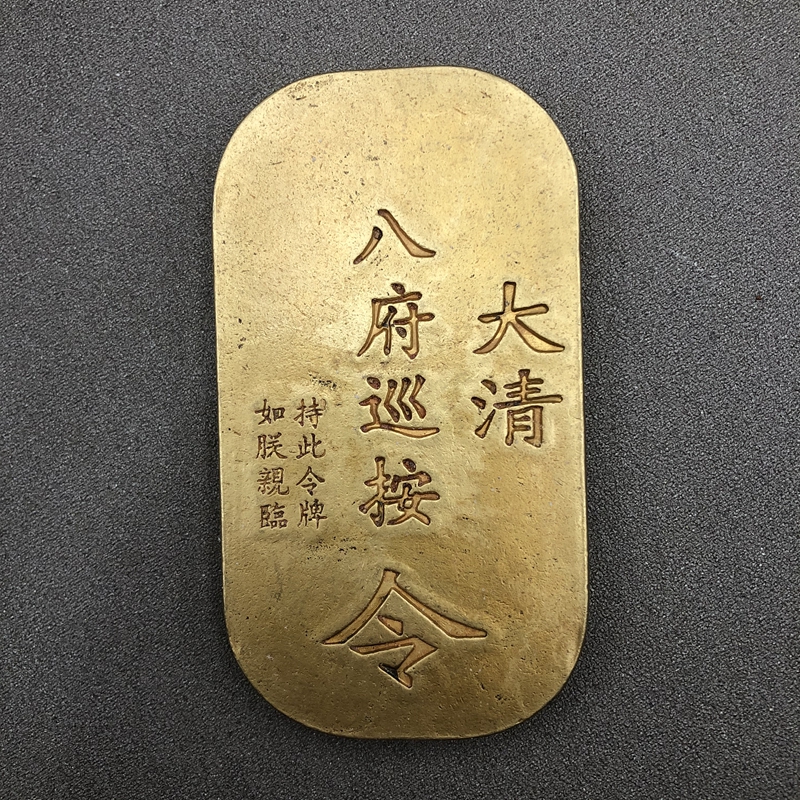 大清
八府巡按
令
持此令牌
如朕親臨